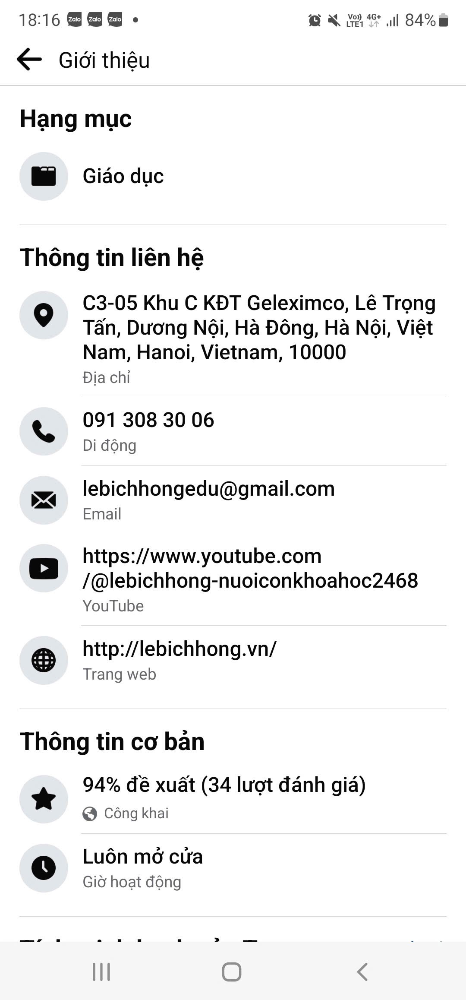 18:16 Zalo Zalo Zalo Vo)) LTE1 4G+ 84%
Giới thiệu
Hạng mục
Giáo dục
Thông tin liên hệ
C3-05 Khu C KĐT Geleximco, Lê Trọng
Tấn, Dương Nội, Hà Đông, Hà Nội, Việt
Nam, Hanoi, Vietnam, 10000
Địa chỉ
091 308 30 06
Di động
lebichhongedu@gmail.com
Email
https://www.youtube.com
/@lebichhong-nuoiconkhoahoc2468
YouTube
http://lebichhong.vn/
Trang web
Thông tin cơ bản
94% đề xuất (34 lượt đánh giá)
Công khai
Luôn mở cửa
Giờ hoạt động